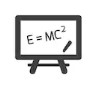 E = MC²